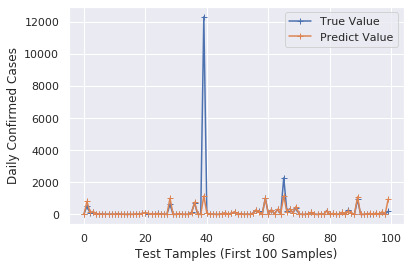 True Value
Predict Value
Daily Confirmed Cases
12000
10000
8000
6000
4000
2000
0
0 20 40 60 80 100
Test Tamples (First 100 Samples)